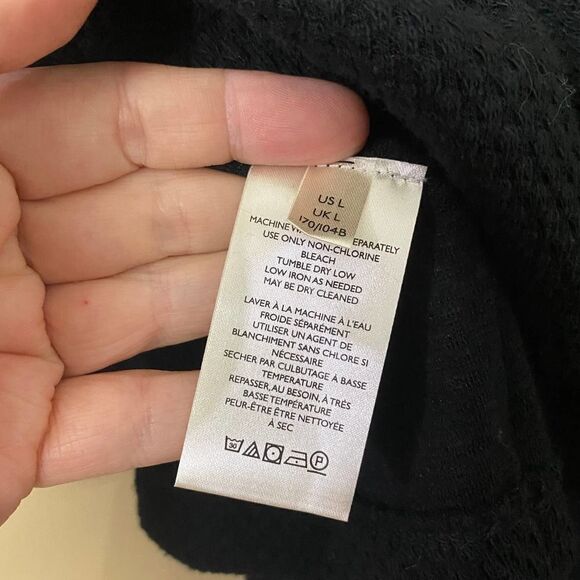 US L
UK L
170/104B
MACHINE EPARATELY
USE ONLY NON-CHLORINE
BLEACH
TUMBLE DRY LOW
LOW IRON AS NEEDED
MAY BE DRY CLEANED
LAVER À LA MACHINE À L'EAU
FROIDE SÉPARÉMENT
UTILISER UN AGENT DE
BLANCHIMENT SANS CHLORE SI
NÉCESSAIRE
SECHER PAR CULBUTAGE À BASSE
TEMPERATURE
REPASSER, AU BESOIN, À TRÈS
BASSE TEMPÉRATURE
PEUT-ÊTRE ÊTRE NETTOYÉE
À SEC
30
P